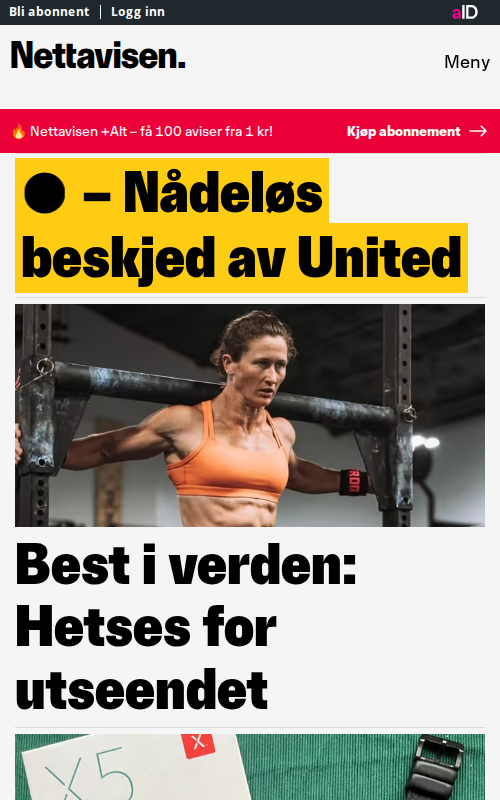 Bli abonnent | Logg inn
aID
Nettavisen.
Meny
🔥 Nettavisen +Alt – få 100 aviser fra 1 kr!
Kjøp abonnement →
● – Nådeløs
beskjed av United
ROG
Best i verden:
Hetses for
utseendet
X5
X